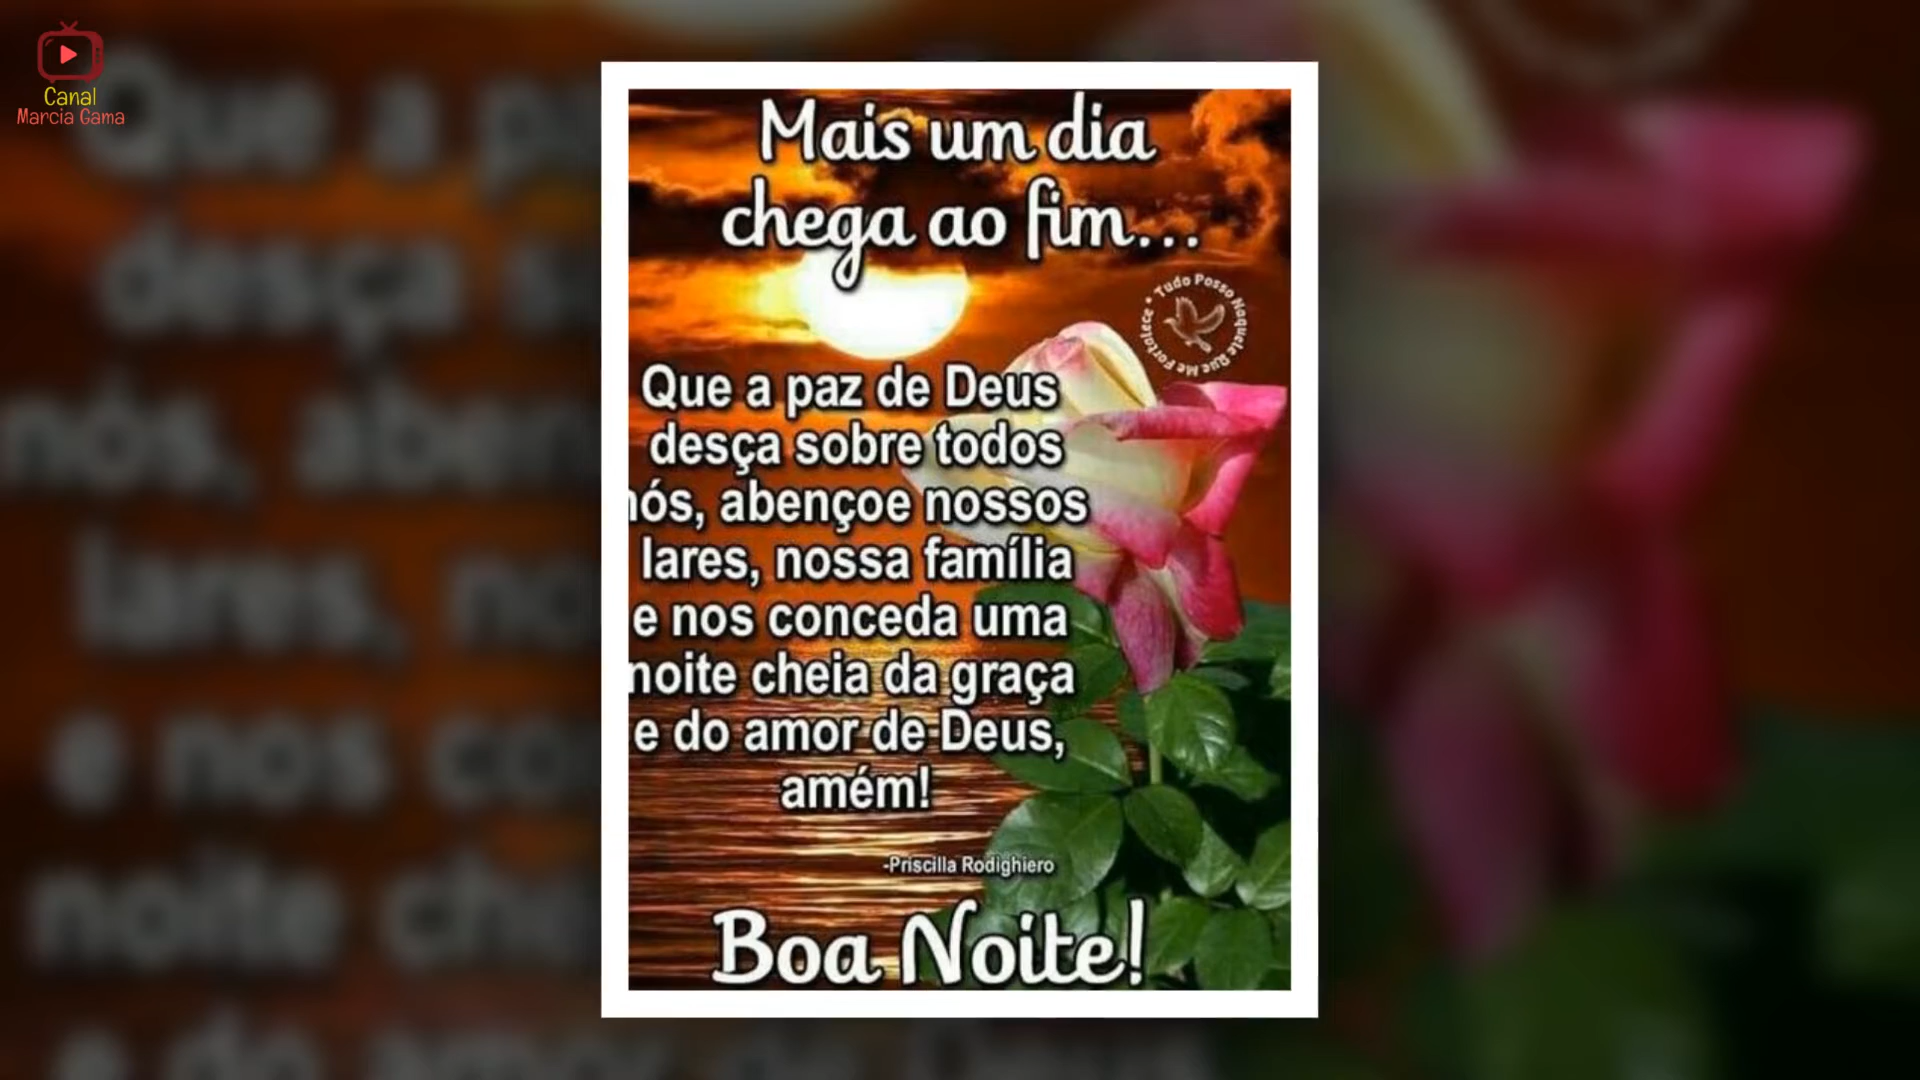 Canal
Marcia Gama
Mais um dia
chega ao fim...
Tudo Posso Naquele Que Me Fortalece
Que a paz de Deus
desça sobre todos
nós, abençoe nossos
lares, nossa família
e nos conceda uma
noite cheia da graça
e do amor de Deus,
amém!
-Priscilla Rodighiero
Boa Noite!